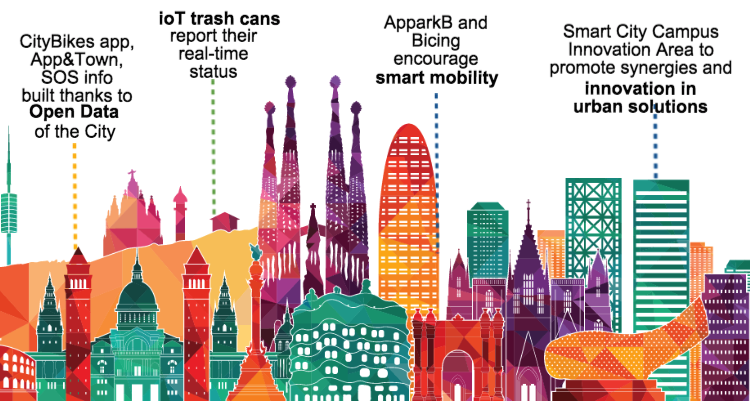 CityBikes app,
App&Town,
SOS info
built thanks to
Open Data
of the City
ioT trash cans
report their
real-time
status
ApparkB and
Bicing
encourage
smart mobility
Smart City Campus
Innovation Area to
promote synergies and
innovation in
urban solutions